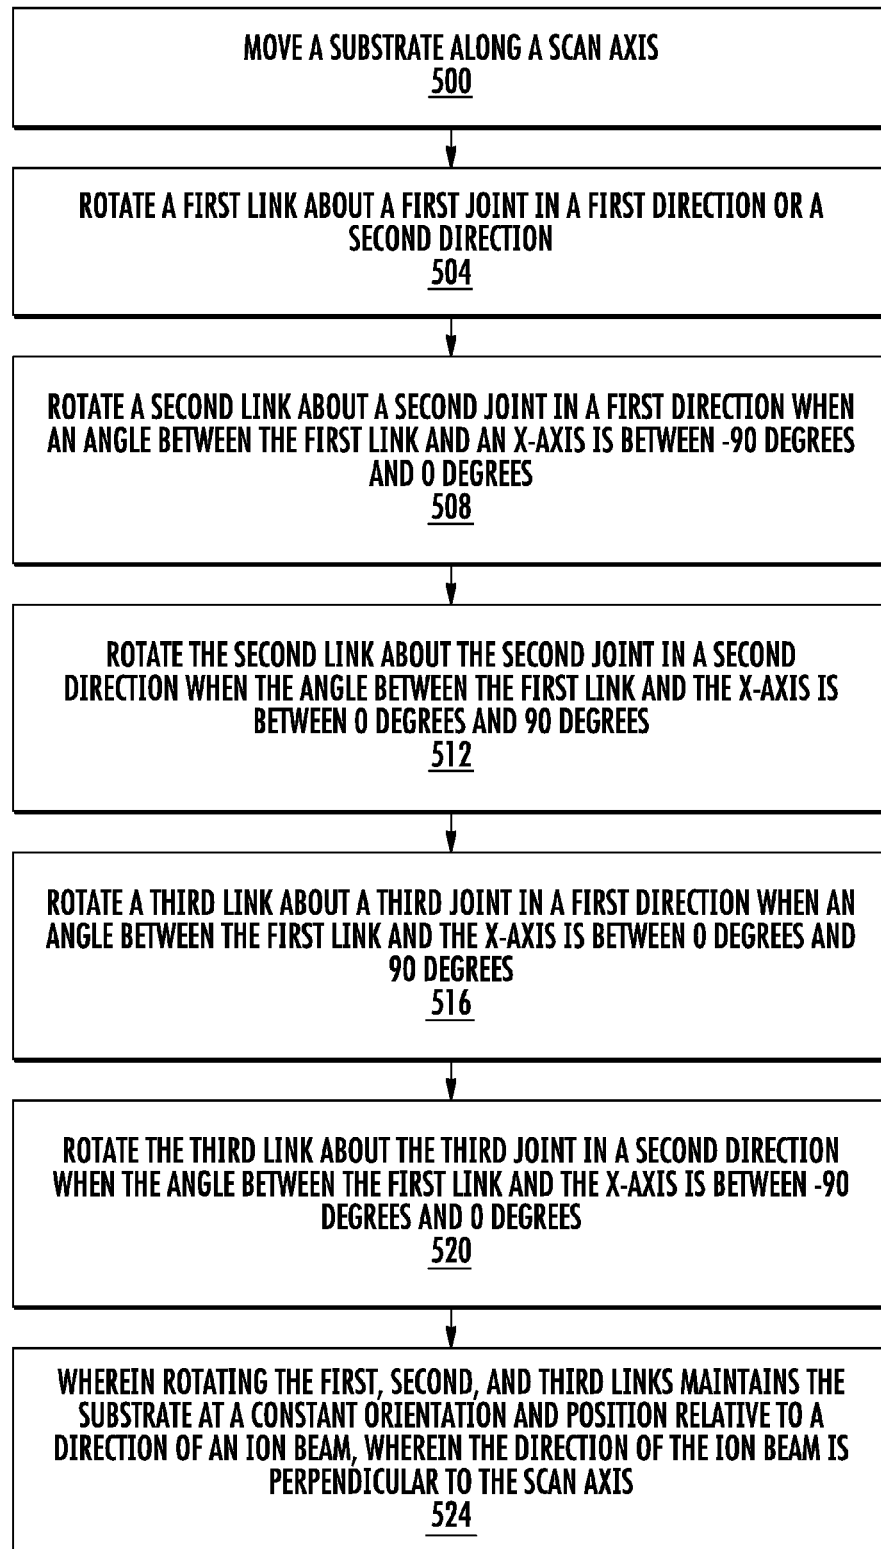 MOVE A SUBSTRATE ALONG A SCAN AXIS
500
ROTATE A FIRST LINK ABOUT A FIRST JOINT IN A FIRST DIRECTION OR A
SECOND DIRECTION
504
ROTATE A SECOND LINK ABOUT A SECOND JOINT IN A FIRST DIRECTION WHEN
AN ANGLE BETWEEN THE FIRST LINK AND AN X-AXIS IS BETWEEN -90 DEGREES
AND 0 DEGREES
508
ROTATE THE SECOND LINK ABOUT THE SECOND JOINT IN A SECOND
DIRECTION WHEN THE ANGLE BETWEEN THE FIRST LINK AND THE X-AXIS IS
BETWEEN 0 DEGREES AND 90 DEGREES
512
ROTATE A THIRD LINK ABOUT A THIRD JOINT IN A FIRST DIRECTION WHEN AN
ANGLE BETWEEN THE FIRST LINK AND THE X-AXIS IS BETWEEN 0 DEGREES AND
90 DEGREES
516
ROTATE THE THIRD LINK ABOUT THE THIRD JOINT IN A SECOND DIRECTION
WHEN THE ANGLE BETWEEN THE FIRST LINK AND THE X-AXIS IS BETWEEN -90
DEGREES AND 0 DEGREES
520
WHEREIN ROTATING THE FIRST, SECOND, AND THIRD LINKS MAINTAINS THE
SUBSTRATE AT A CONSTANT ORIENTATION AND POSITION RELATIVE TO A
DIRECTION OF AN ION BEAM, WHEREIN THE DIRECTION OF THE ION BEAM IS
PERPENDICULAR TO THE SCAN AXIS
524